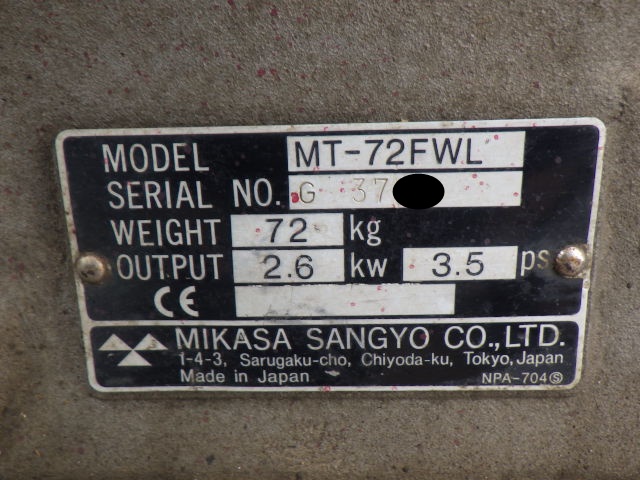 MODEL MT-72FWL
SERIAL NO. G 37
WEIGHT 72 kg
OUTPUT 2.6 kw 3.5 ps
CE
MIKASA SANGYO CO., LTD.
1-4-3, Sarugaku-cho, Chiyoda-ku, Tokyo, Japan
Made in Japan NPA-704Ⓢ